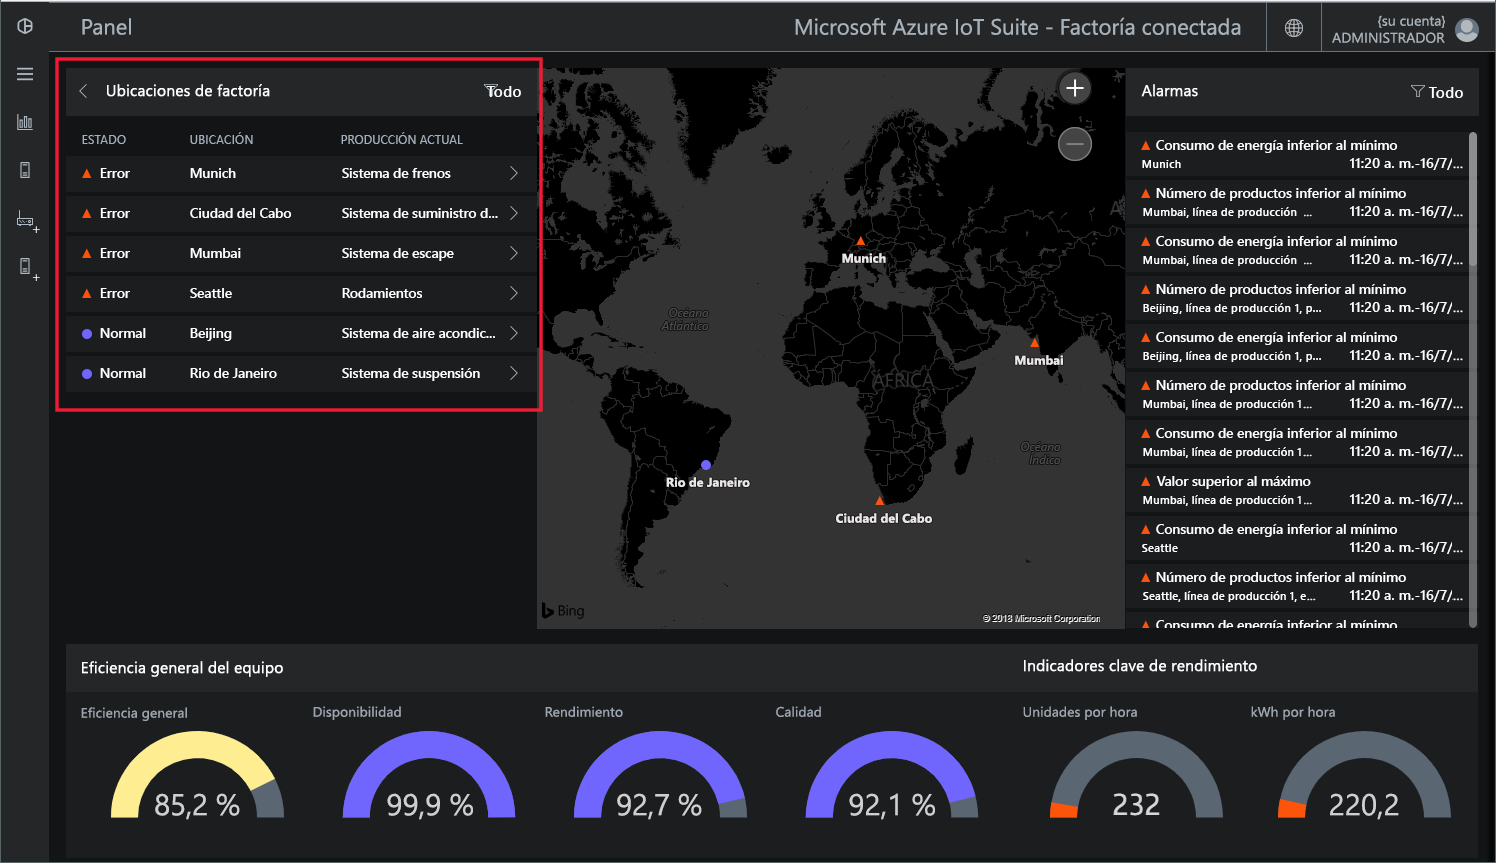 Panel
Microsoft Azure IoT Suite - Factoría conectada
{su cuenta}
ADMINISTRADOR
Ubicaciones de factoría
Todo
ESTADO UBICACIÓN PRODUCCIÓN ACTUAL
Error Munich Sistema de frenos
Error Ciudad del Cabo Sistema de suministro d...
Error Mumbai Sistema de escape
Error Seattle Rodamientos
Normal Beijing Sistema de aire acondic...
Normal Rio de Janeiro Sistema de suspensión
Munich
Océano
Atlántico
Mumbai
ÁFRICA
Océano
Índico
Rio de Janeiro
Ciudad del Cabo
Bing
© 2018 Microsoft Corporation
Alarmas
Todo
Consumo de energía inferior al mínimo
Munich 11:20 a. m.-16/7/...
Número de productos inferior al mínimo
Mumbai, línea de producción ... 11:20 a. m.-16/7/...
Consumo de energía inferior al mínimo
Mumbai, línea de producción ... 11:20 a. m.-16/7/...
Número de productos inferior al mínimo
Beijing, línea de producción 1, p... 11:20 a. m.-16/7/...
Consumo de energía inferior al mínimo
Beijing, línea de producción 1, p... 11:20 a. m.-16/7/...
Número de productos inferior al mínimo
Mumbai, línea de producción 1... 11:20 a. m.-16/7/...
Consumo de energía inferior al mínimo
Mumbai, línea de producción 1... 11:20 a. m.-16/7/...
Valor superior al máximo
Mumbai, línea de producción 1... 11:20 a. m.-16/7/...
Consumo de energía inferior al mínimo
Seattle 11:20 a. m.-16/7/...
Número de productos inferior al mínimo
Seattle, línea de producción 1, e... 11:20 a. m.-16/7/...
Consumo de energía inferior al mínimo
Eficiencia general del equipo
Indicadores clave de rendimiento
Eficiencia general Disponibilidad Rendimiento Calidad Unidades por hora kWh por hora
85,2 % 99,9 % 92,7 % 92,1 % 232 220,2